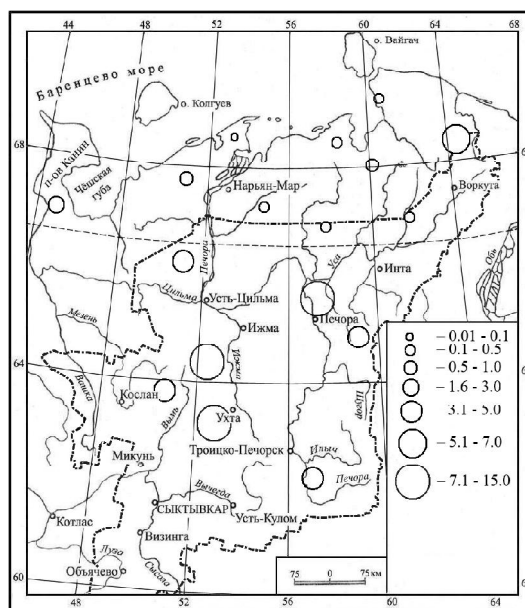 44 52 56 60 64
о. Вайгач
Баренцево море
о. Колгуев
68
п-ов Канин
Чешская
губа
Нарьян-Мар
Воркута
Печора
Уса
Обь
Цильма
Усть-Цильма
Инта
Мезень
Ижма
Печора
Ижма
64
Вашка
Кослан
Вымь
Ухта
Щугор
Троицко-Печорск
Илыч
Микунь
Печора
Вычегда
СЫКТЫВКАР
Усть-Кулом
Котлас
Визинга
Луза
Объячево
Сысола
60
48 52 56 60
75 0 75 км
– 0.01 - 0.1
– 0.1 - 0.5
– 0.5 - 1.0
– 1.6 - 3.0
3.1 - 5.0
– 5.1 - 7.0
– 7.1 - 15.0